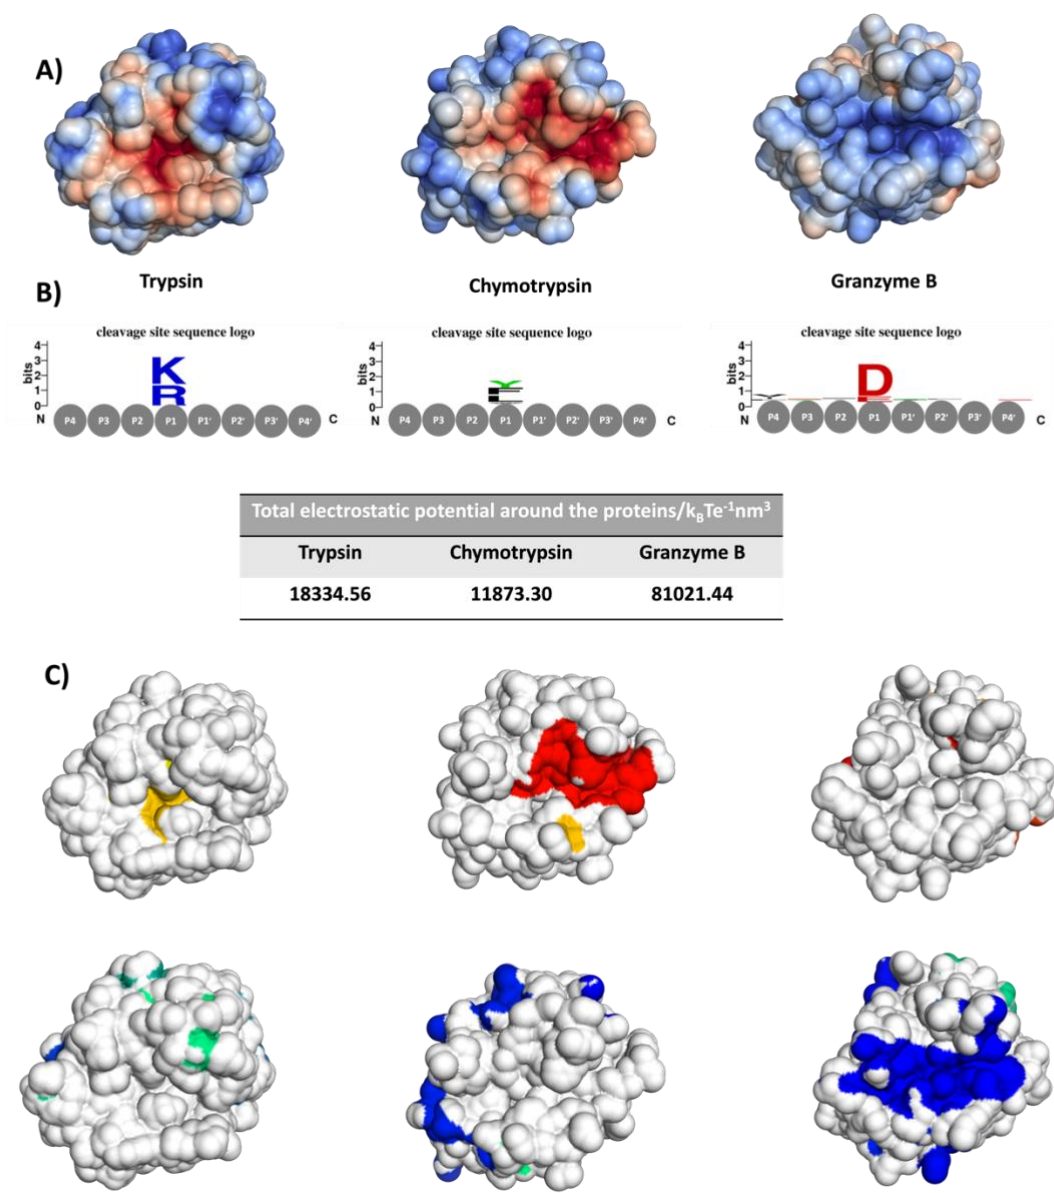 A)
Trypsin
Chymotrypsin
Granzyme B
B)
cleavage site sequence logo
4
3
2
1
0
bits
K
R
N P4 P3 P2 P1 P1' P2' P3' P4' C
cleavage site sequence logo
4
3
2
1
0
bits
Y
F
L
N P4 P3 P2 P1 P1' P2' P3' P4' C
cleavage site sequence logo
4
3
2
1
0
bits
D
N P4 P3 P2 P1 P1' P2' P3' P4' C
Total electrostatic potential around the proteins/k_BTe⁻¹nm³
Trypsin Chymotrypsin Granzyme B
18334.56 11873.30 81021.44
C)